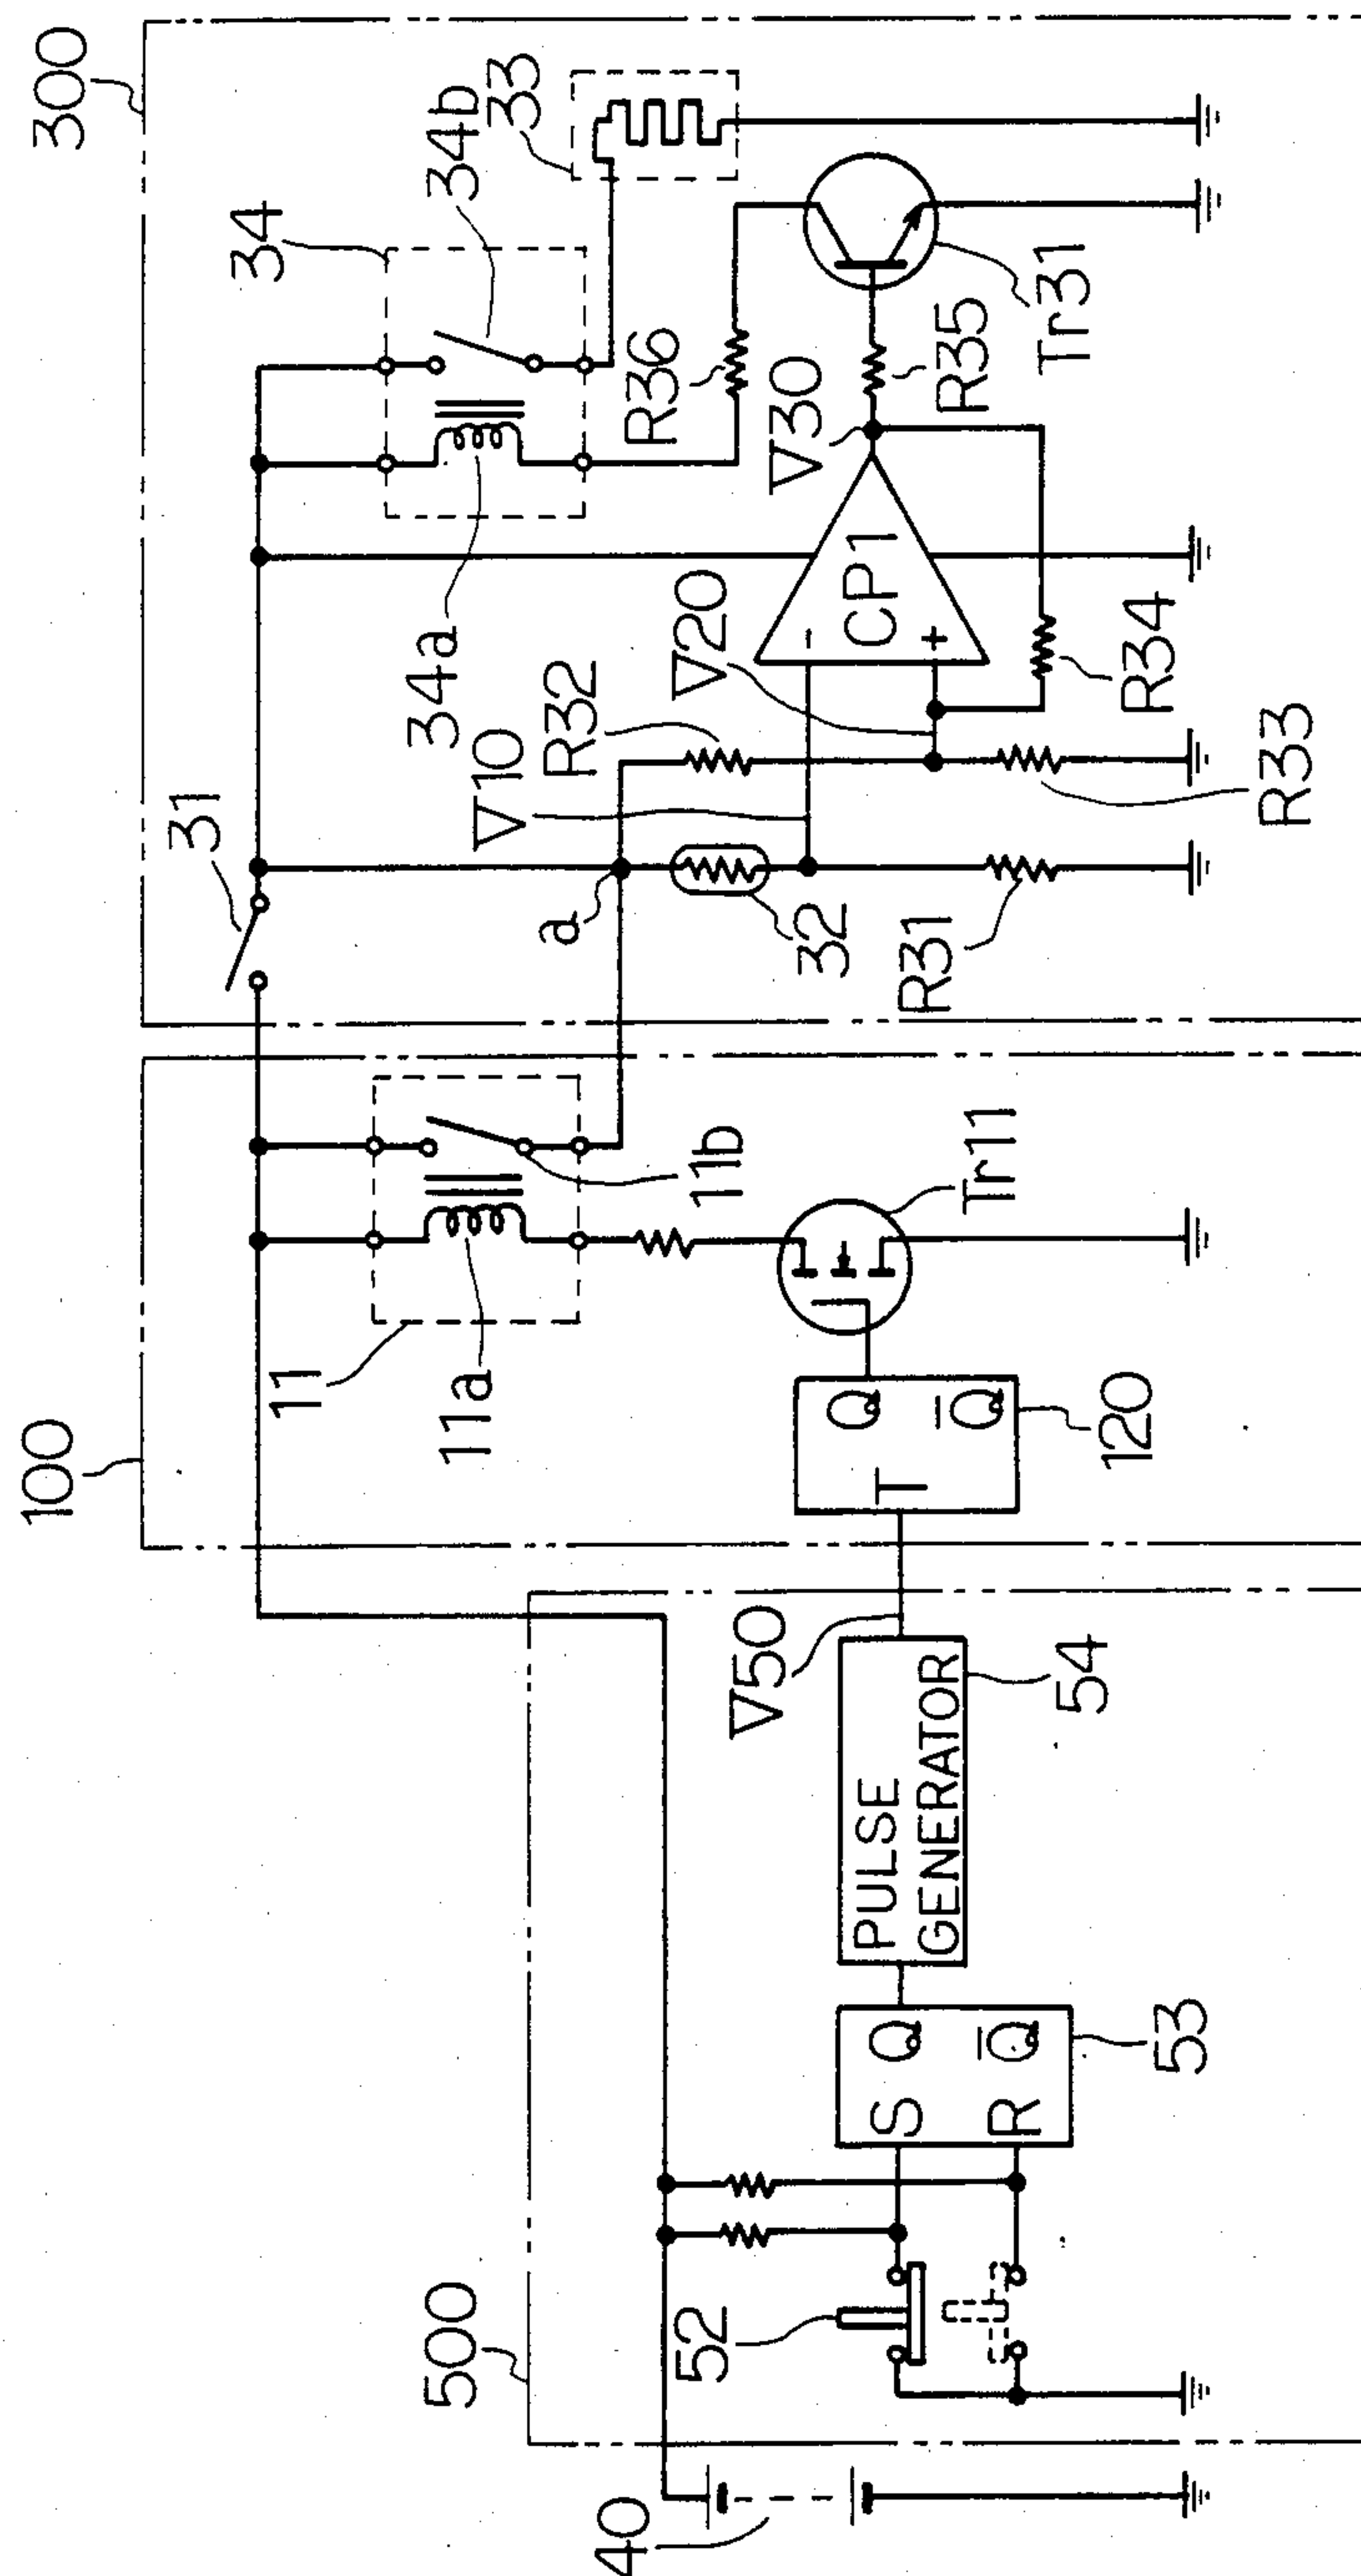 300
34
34b
33
31
34a
R36
V30
R35
Tr31
V20
R32
V10
CP1
-
+
a
32
R31
R34
R33
100
11
11a
11b
Tr11
T
Q
Q̅
120
500
V50
PULSE
GENERATOR
54
S
Q
R
Q̅
53
52
40